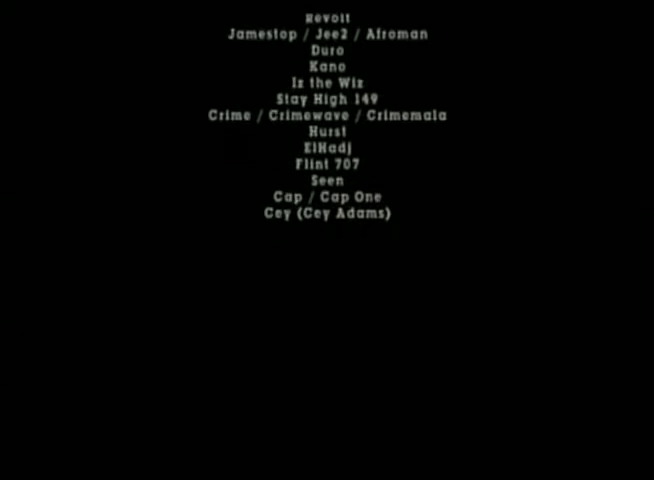 Revolt
Jamestop / Jee2 / Afroman
Duro
Kano
Iz the Wiz
Stay High 149
Crime / Crimewave / Crimemala
Hurst
ElHadj
Flint 707
Seen
Cap / Cap One
Cey (Cey Adams)